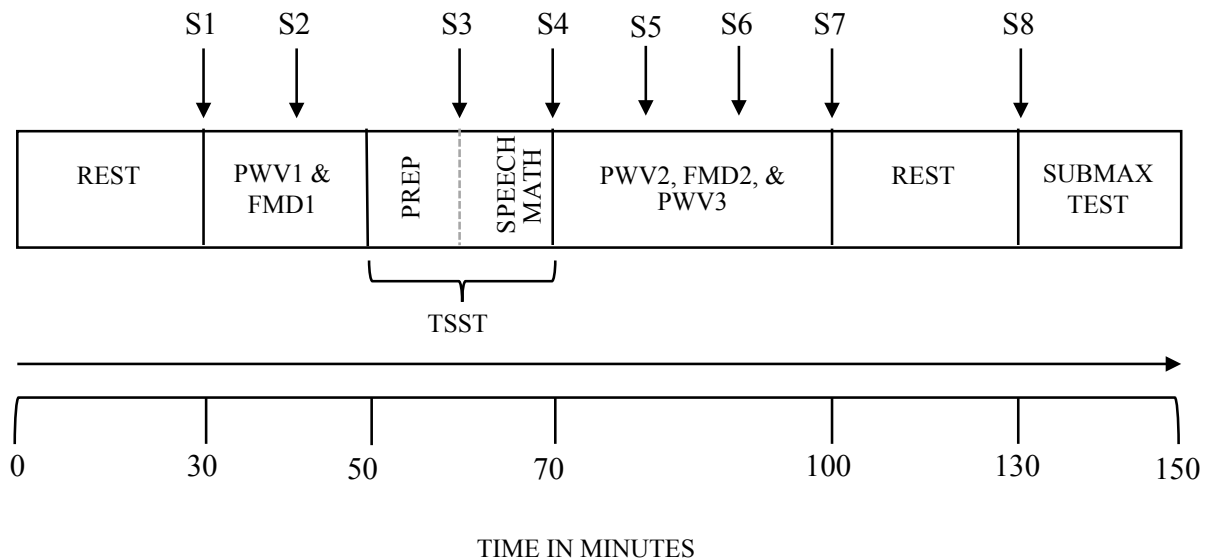 S1 S2 S3 S4 S5 S6 S7 S8
REST
PWV1 &
FMD1
PREP
SPEECH
MATH
PWV2, FMD2, &
PWV3
REST
SUBMAX
TEST
TSST
0 30 50 70 100 130 150
TIME IN MINUTES